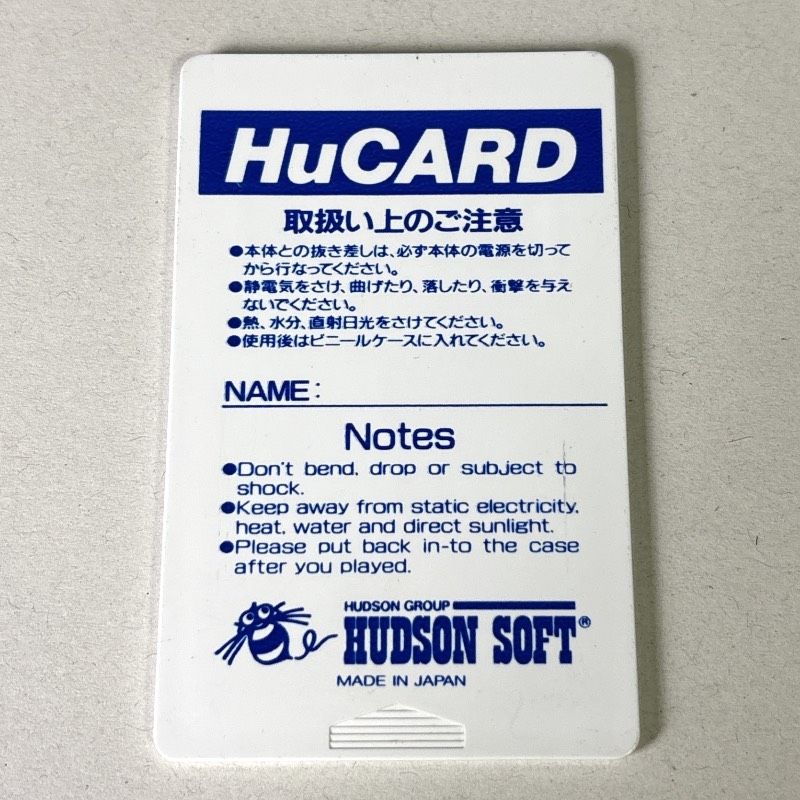 HuCARD
取扱い上のご注意
●本体との抜き差しは、必ず本体の電源を切って
から行なってください。
●静電気をさけ、曲げたり、落したり、衝撃を与え
ないでください。
●熱、水分、直射日光をさけてください。
●使用後はビニールケースに入れてください。
NAME:
Notes
●Don't bend, drop or subject to
shock.
●Keep away from static electricity,
heat, water and direct sunlight.
●Please put back in-to the case
after you played.
HUDSON GROUP
HUDSON SOFT®
MADE IN JAPAN